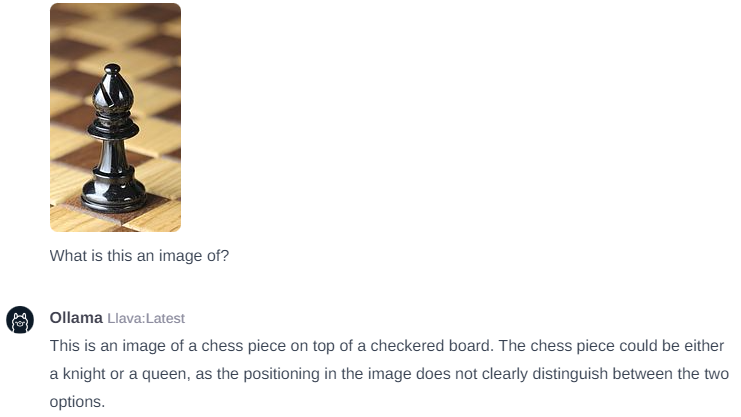 What is this an image of?
Ollama Llava:Latest
This is an image of a chess piece on top of a checkered board. The chess piece could be either
a knight or a queen, as the positioning in the image does not clearly distinguish between the two
options.